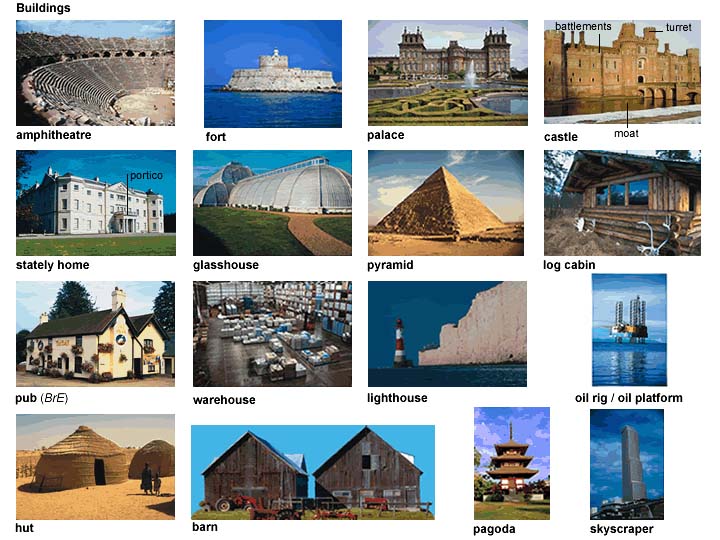 Buildings
battlements
turret
amphitheatre
fort
palace
castle
moat
portico
stately home
glasshouse
pyramid
log cabin
pub (BrE)
warehouse
lighthouse
oil rig / oil platform
hut
barn
pagoda
skyscraper